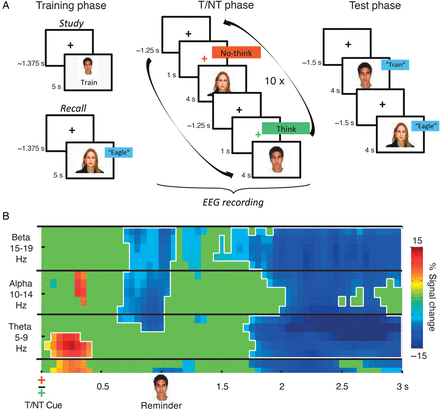 A
Training phase
T/NT phase
Test phase
Study
+
~1.375 s
Train
5 s
Recall
+
~1.375 s
"Eagle"
5 s
+
~1.25 s
+ No-think
1 s
4 s
+
~1.25 s
+ Think
1 s
4 s
10 x
EEG recording
+
~1.5 s
"Train"
4 s
+
~1.5 s
"Eagle"
4 s
B
Beta
15-19
Hz
Alpha
10-14
Hz
Theta
5-9
Hz
15
% Signal change
−15
+
+
T/NT Cue
0.5
Reminder
1.5
2
2.5
3 s